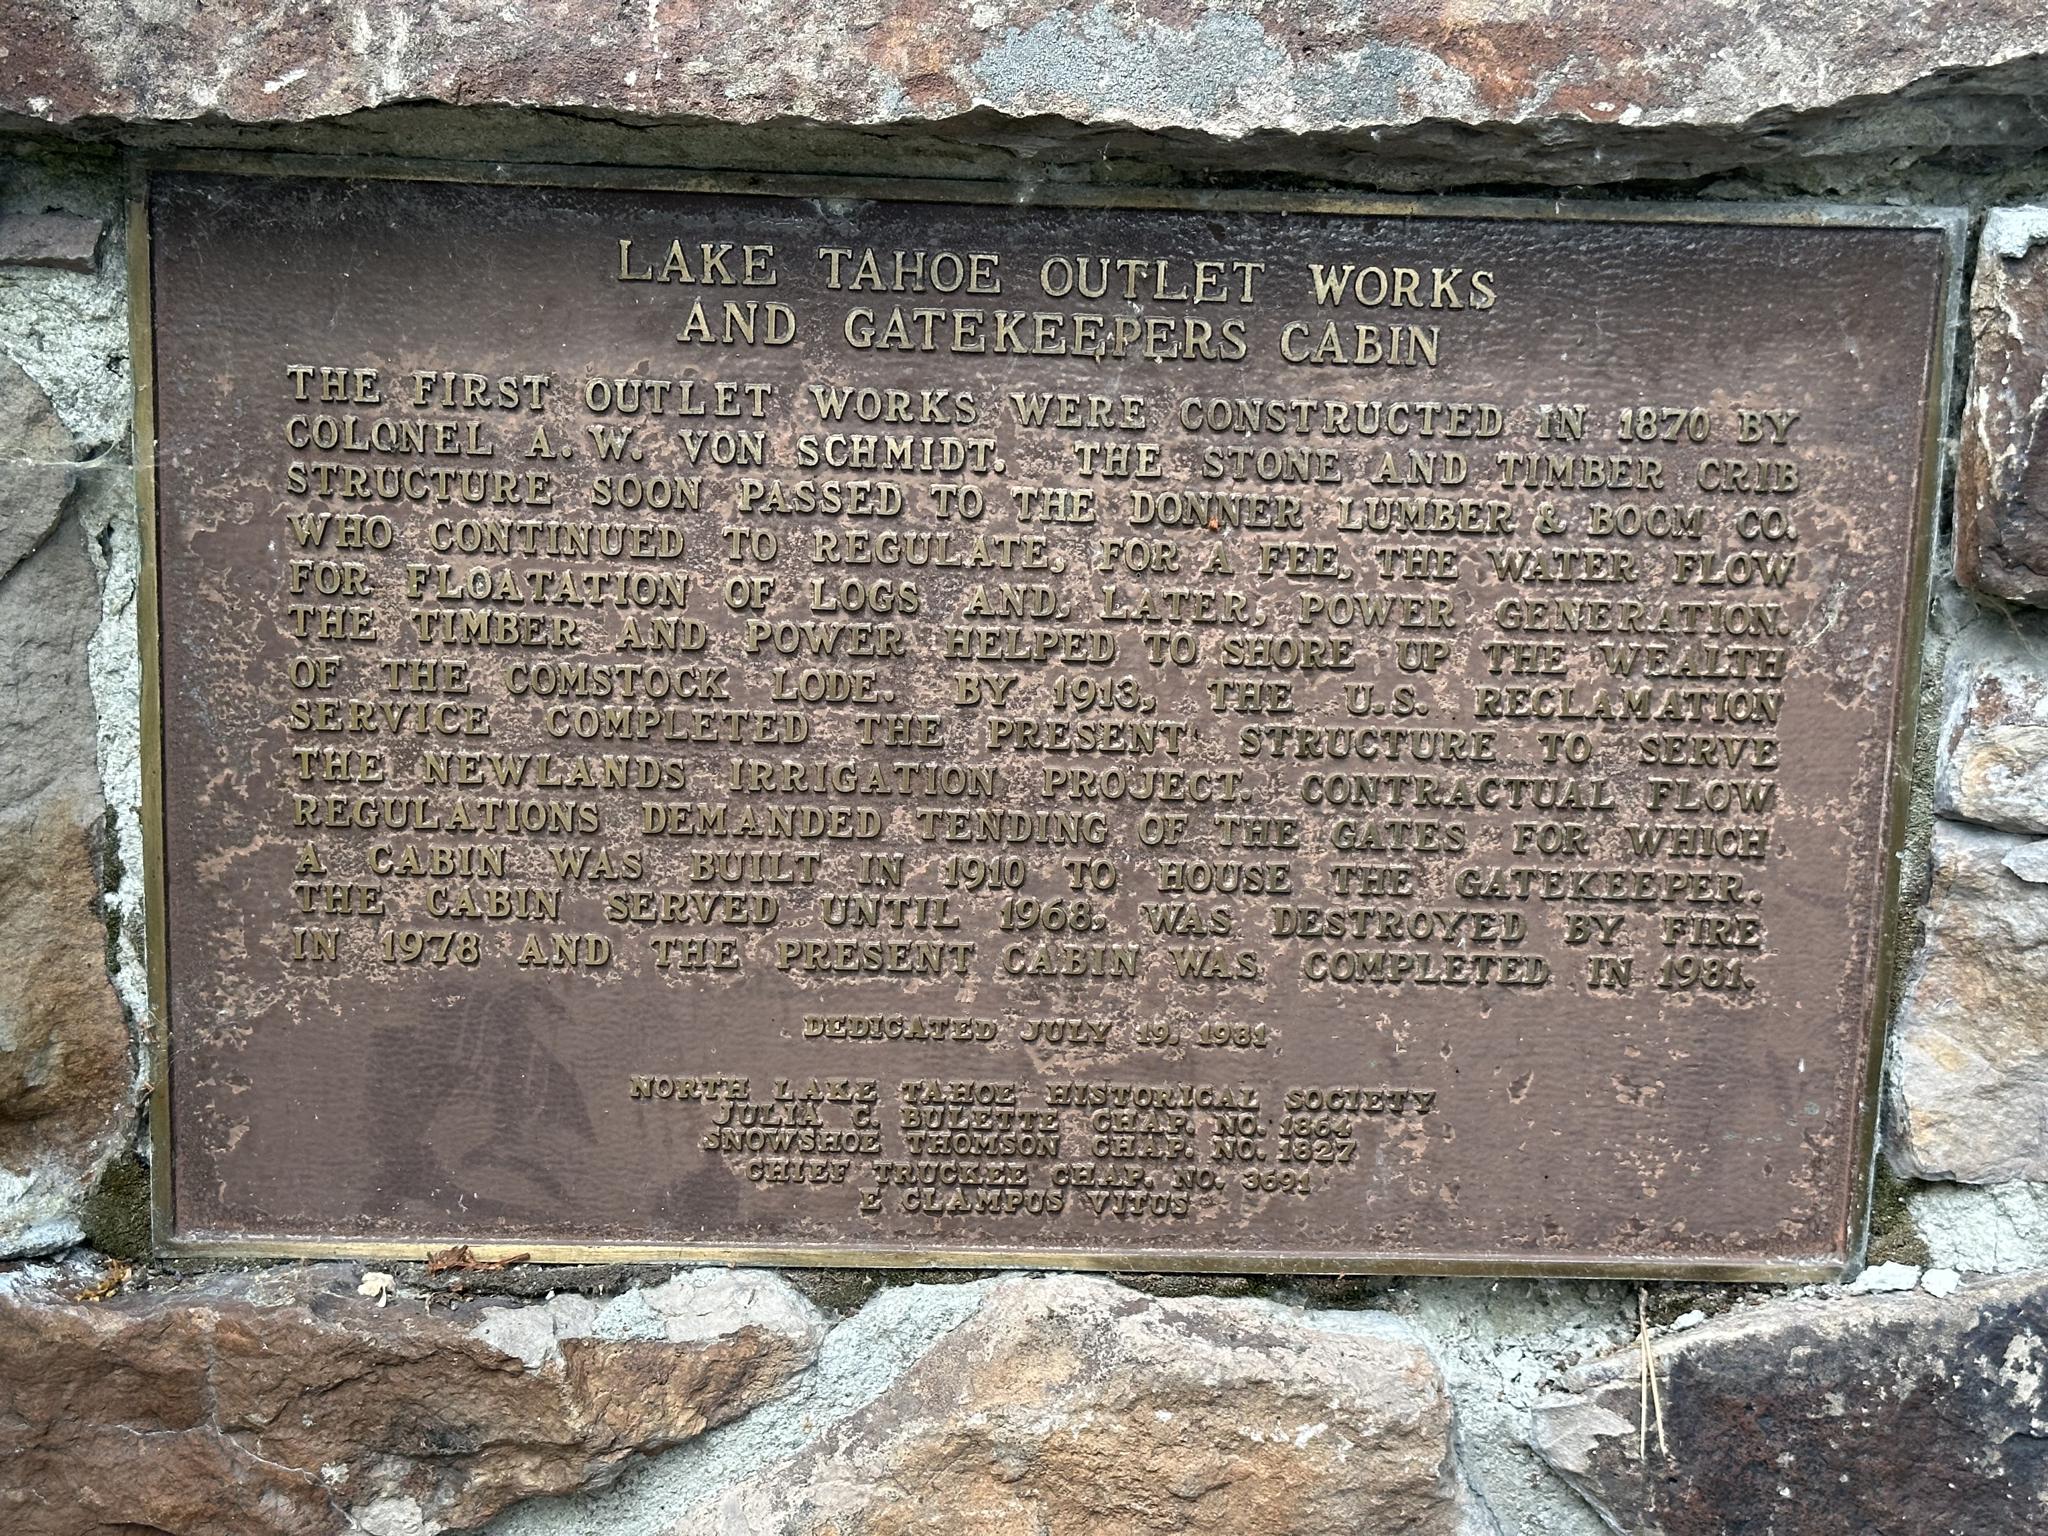 LAKE TAHOE OUTLET WORKS
AND GATEKEEPERS CABIN
THE FIRST OUTLET WORKS WERE CONSTRUCTED IN 1870 BY
COLONEL A. W. VON SCHMIDT. THE STONE AND TIMBER CRIB
STRUCTURE SOON PASSED TO THE DONNER LUMBER & BOOM CO.
WHO CONTINUED TO REGULATE, FOR A FEE, THE WATER FLOW
FOR FLOATATION OF LOGS AND, LATER, POWER GENERATION.
THE TIMBER AND POWER HELPED TO SHORE UP THE WEALTH
OF THE COMSTOCK LODE. BY 1913, THE U.S. RECLAMATION
SERVICE COMPLETED THE PRESENT STRUCTURE TO SERVE
THE NEWLANDS IRRIGATION PROJECT. CONTRACTUAL FLOW
REGULATIONS DEMANDED TENDING OF THE GATES FOR WHICH
A CABIN WAS BUILT IN 1910 TO HOUSE THE GATEKEEPER.
THE CABIN SERVED UNTIL 1968, WAS DESTROYED BY FIRE
IN 1978 AND THE PRESENT CABIN WAS COMPLETED IN 1981.
DEDICATED JULY 19, 1981
NORTH LAKE TAHOE HISTORICAL SOCIETY
JULIA C. BULETTE CHAP. NO. 1864
SNOWSHOE THOMSON CHAP. NO. 1827
CHIEF TRUCKEE CHAP. NO. 3691
E CLAMPUS VITUS